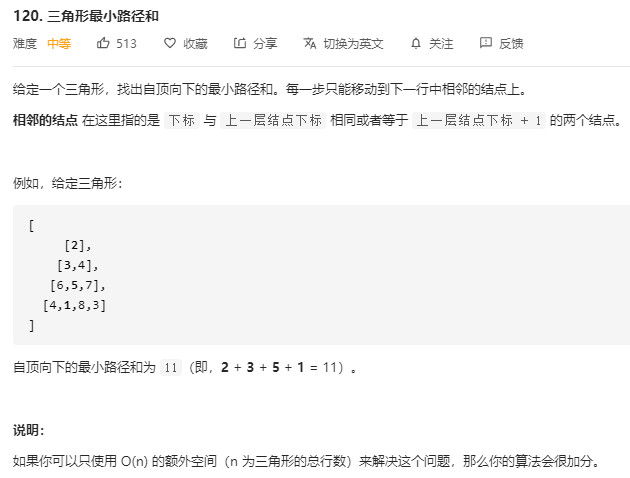 120. 三角形最小路径和
难度 中等 513 收藏 分享 切换为英文 关注 反馈
给定一个三角形，找出自顶向下的最小路径和。每一步只能移动到下一行中相邻的结点上。
相邻的结点 在这里指的是 下标 与 上一层结点下标 相同或者等于 上一层结点下标 + 1 的两个结点。
例如，给定三角形：
[
[2],
[3,4],
[6,5,7],
[4,1,8,3]
]
自顶向下的最小路径和为 11（即，2 + 3 + 5 + 1 = 11）。
说明：
如果你可以只使用 O(n) 的额外空间（n 为三角形的总行数）来解决这个问题，那么你的算法会很加分。